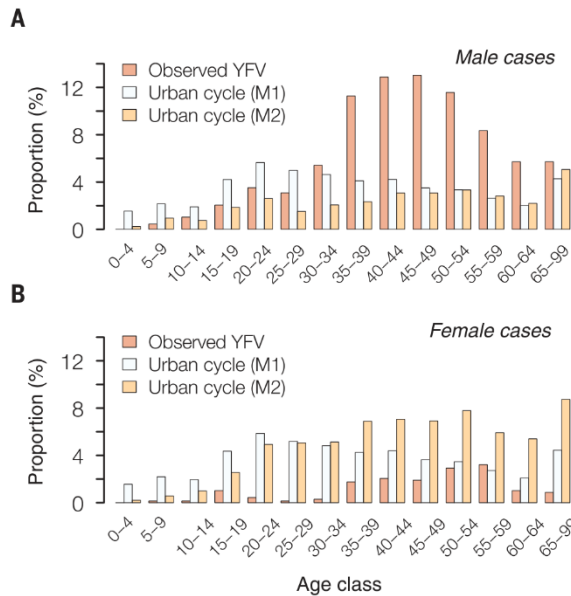 A
Male cases
Observed YFV
Urban cycle (M1)
Urban cycle (M2)
Proportion (%)
12
8
4
0
0–4
5–9
10–14
15–19
20–24
25–29
30–34
35–39
40–44
45–49
50–54
55–59
60–64
65–99
B
Female cases
Observed YFV
Urban cycle (M1)
Urban cycle (M2)
Proportion (%)
12
8
4
0
0–4
5–9
10–14
15–19
20–24
25–29
30–34
35–39
40–44
45–49
50–54
55–59
60–64
65–99
Age class